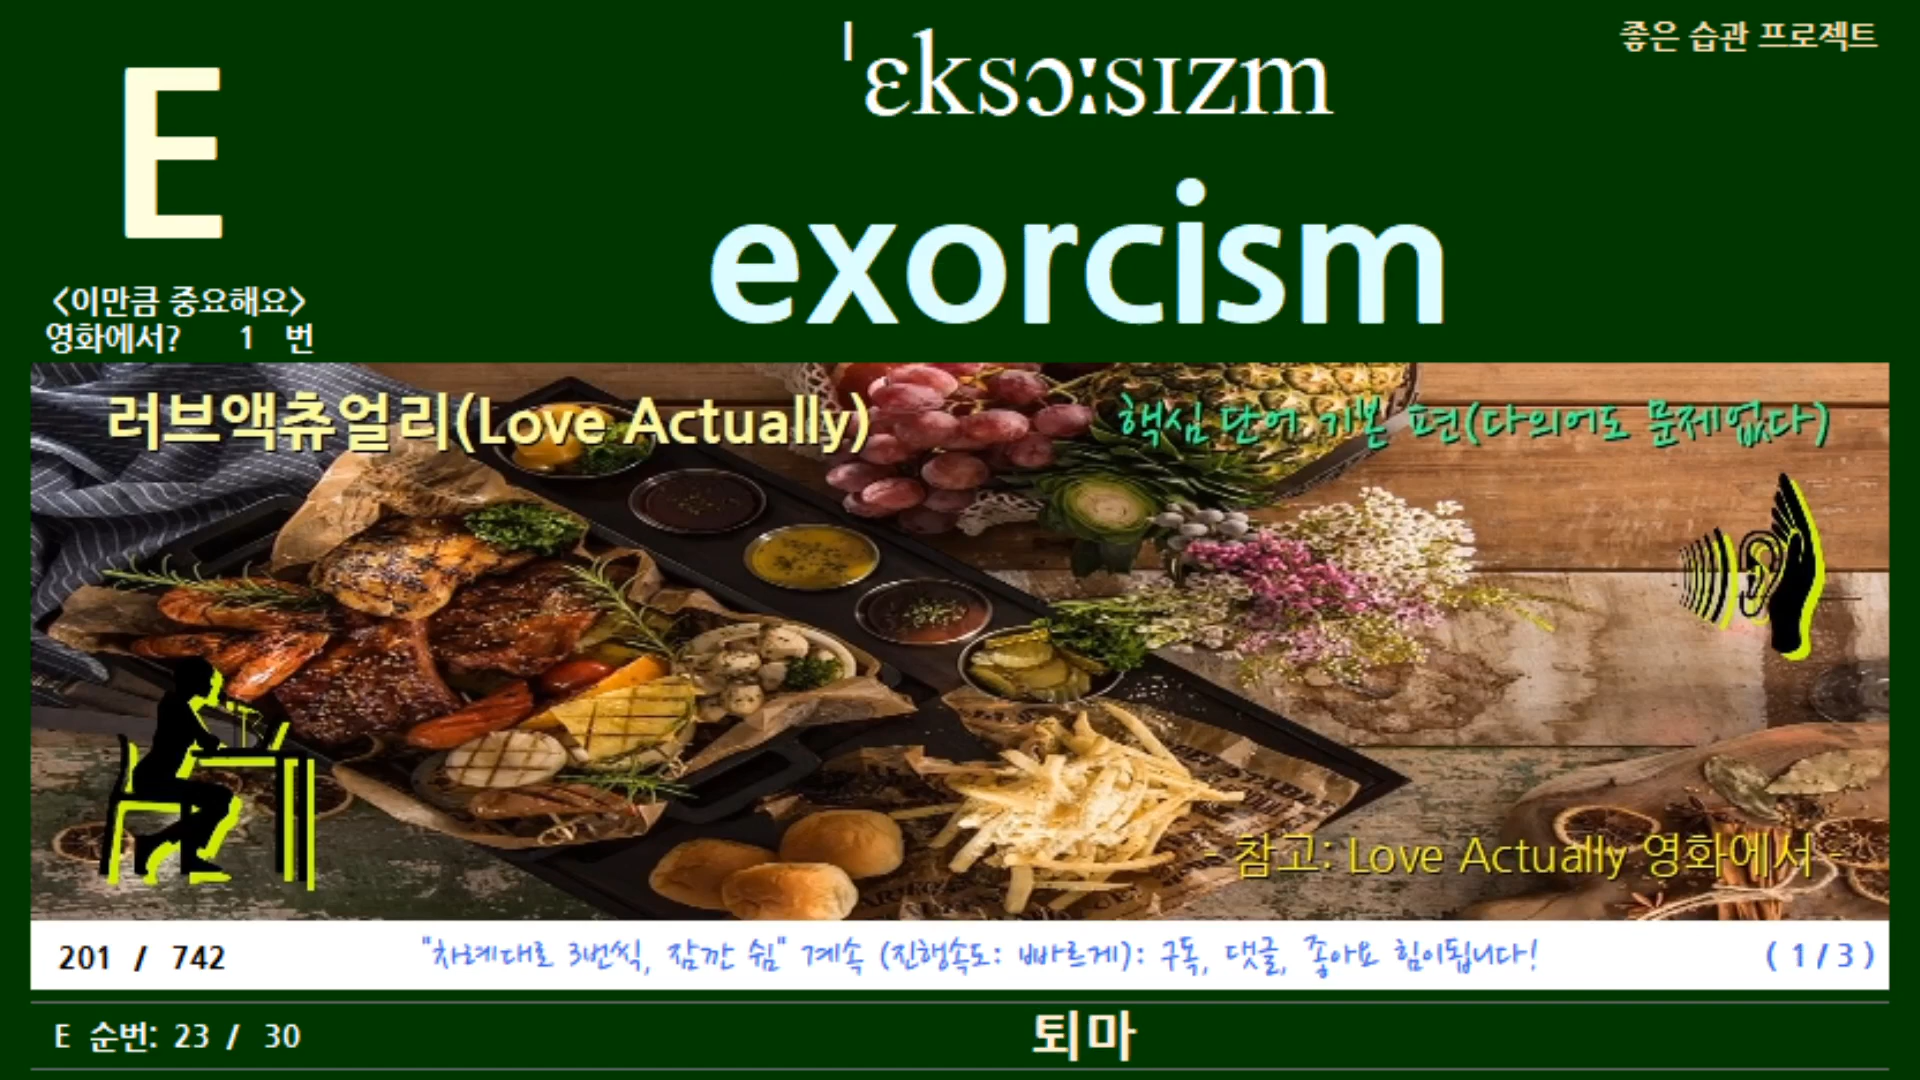 좋은 습관 프로젝트
E
ˈɛksɔːsɪzm
exorcism
<이만큼 중요해요>
영화에서? 1 번
러브액츄얼리(Love Actually)
핵심 단어 기본 편(다의어도 문제없다)
- 참고: Love Actually 영화에서 -
201 / 742
"차례대로 3번씩, 잠깐 쉼" 계속 (진행속도: 빠르게): 구독, 댓글, 좋아요 힘이됩니다!
( 1 / 3 )
E 순번: 23 / 30
퇴마